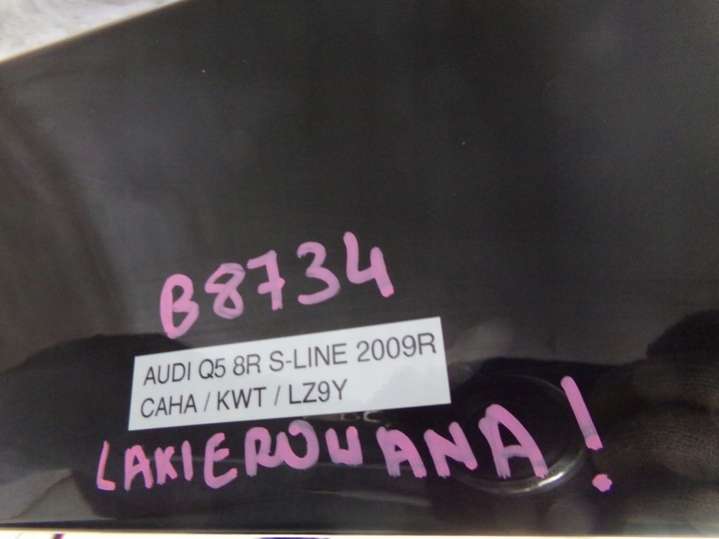 B8734
AUDI Q5 8R S-LINE 2009R
CAHA / KWT / LZ9Y
LAKIEROWANA!